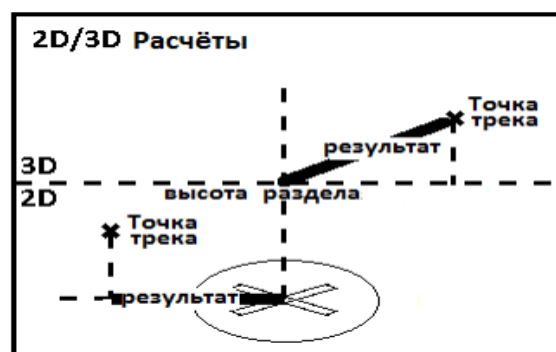 2D/3D Расчёты
Точка
трека
результат
3D
высота раздела
2D
Точка
трека
результат